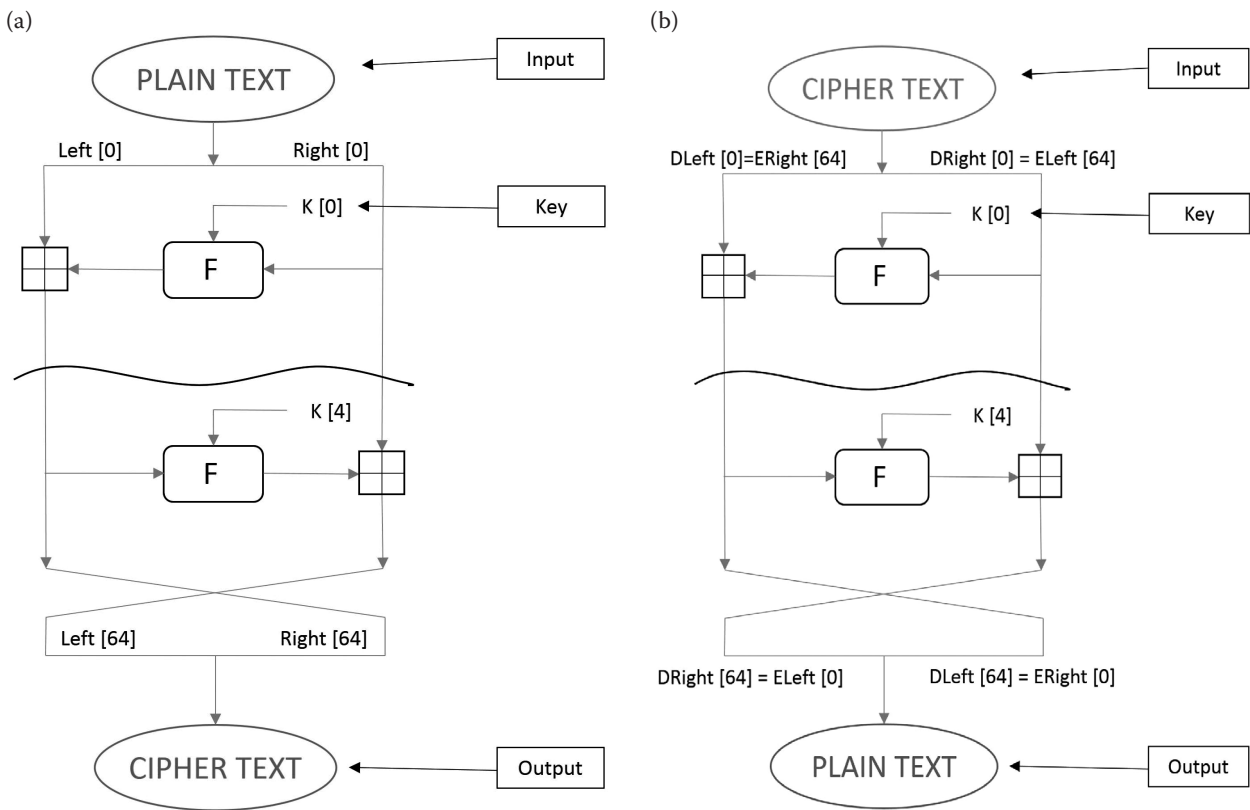 (a)
PLAIN TEXT
Input
Left [0]
Right [0]
K [0]
Key
F
K [4]
F
Left [64]
Right [64]
CIPHER TEXT
Output
(b)
CIPHER TEXT
Input
DLeft [0]=ERight [64]
DRight [0] = ELeft [64]
K [0]
Key
F
K [4]
F
DRight [64] = ELeft [0]
DLeft [64] = ERight [0]
PLAIN TEXT
Output